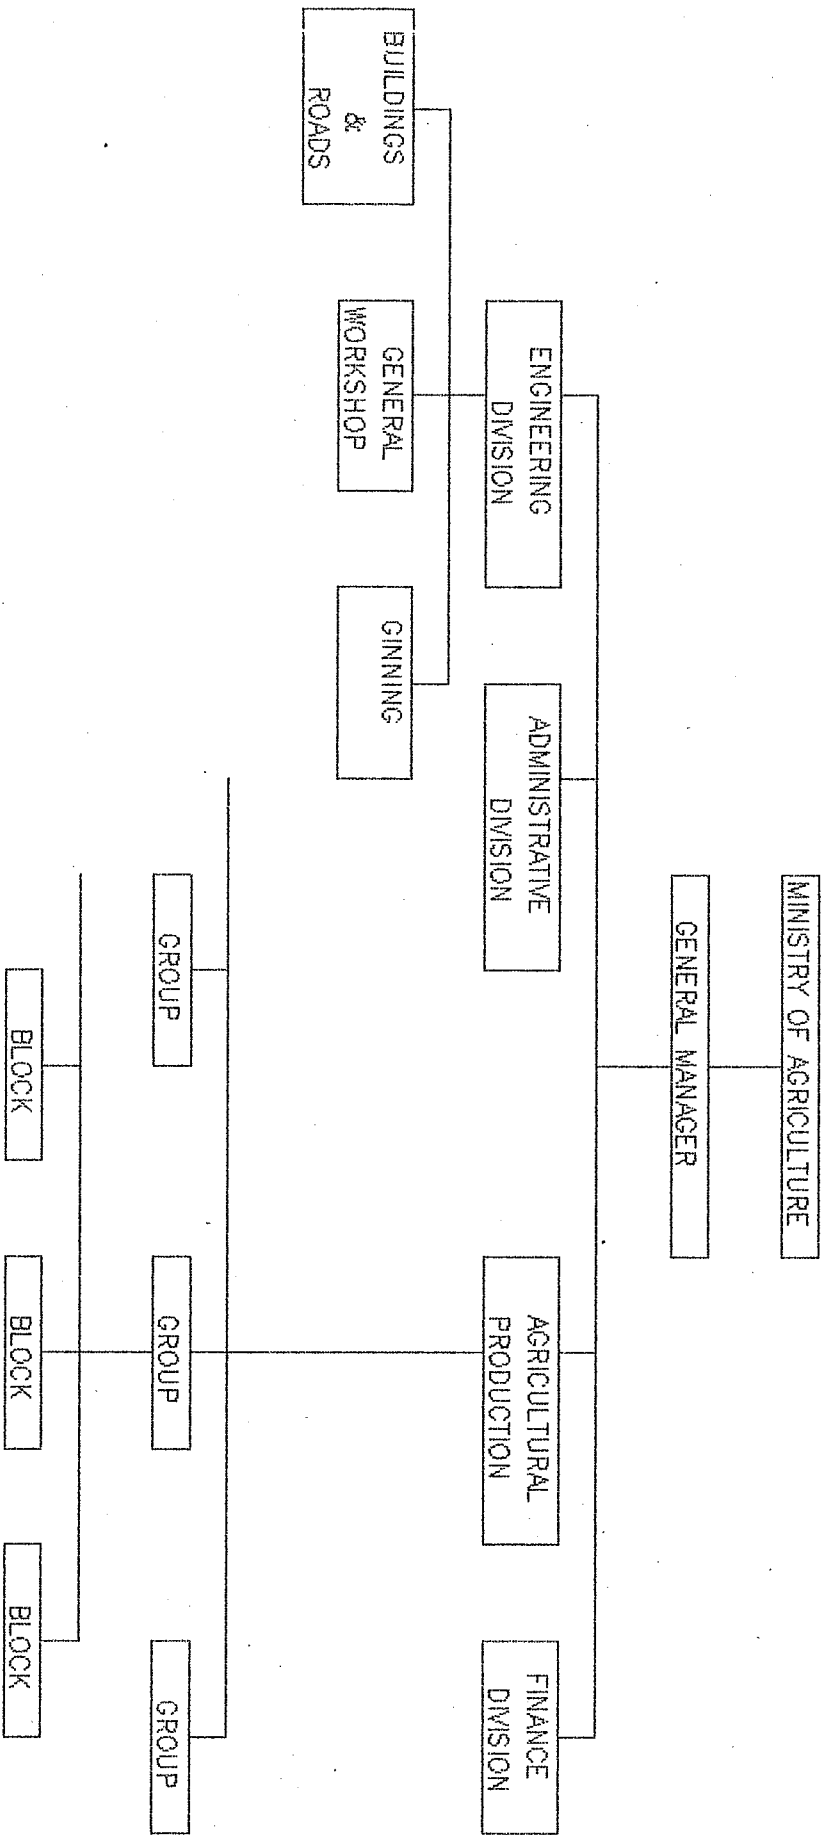 MINISTRY OF AGRICULTURE
GENERAL MANAGER
ENGINEERING
DIVISION
ADMINISTRATIVE
DIVISION
AGRICULTURAL
PRODUCTION
FINANCE
DIVISION
BUILDINGS
&
ROADS
GENERAL
WORKSHOP
GINNING
GROUP
GROUP
GROUP
BLOCK
BLOCK
BLOCK